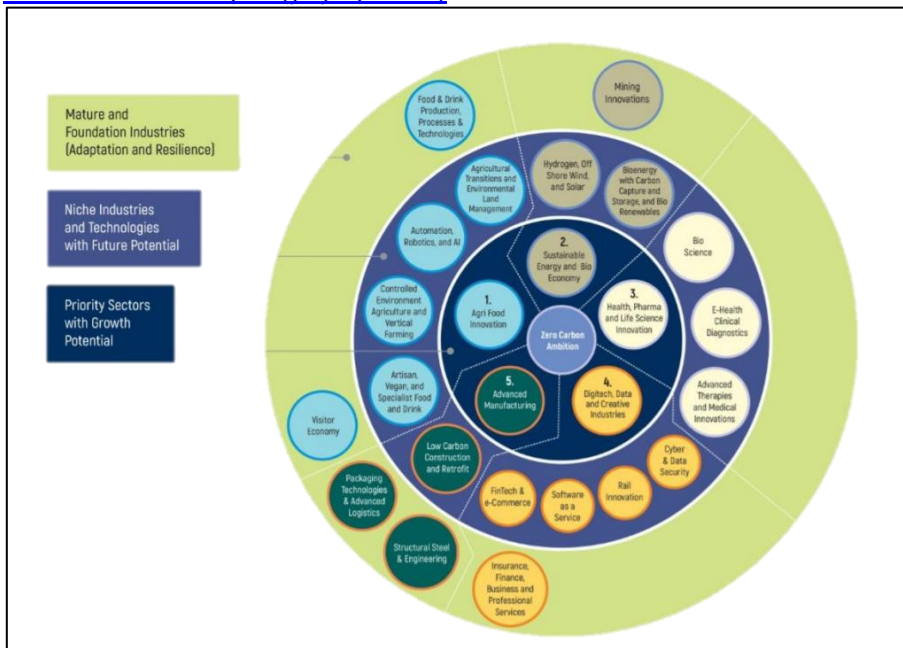 Mature and
Foundation Industries
(Adaptation and Resilience)
Niche Industries
and Technologies
with Future Potential
Priority Sectors
with Growth
Potential
Food & Drink
Production,
Processes &
Technologies
Mining
Innovations
Agricultural
Transitions and
Environmental
Land
Management
Hydrogen, Off
Shore Wind,
and Solar
Bioenergy
with Carbon
Capture and
Storage, and Bio
Renewables
Automation,
Robotics, and AI
Bio
Science
2.
Sustainable
Energy and Bio
Economy
Controlled
Environment
Agriculture and
Vertical
Farming
1.
Agri Food
Innovation
3.
Health, Pharma
and Life Science
Innovation
E-Health
Clinical
Diagnostics
Zero Carbon
Ambition
Artisan,
Vegan, and
Specialist Food
and Drink
5.
Advanced
Manufacturing
4.
Digitech, Data
and Creative
Industries
Advanced
Therapies
and Medical
Innovations
Visitor
Economy
Low Carbon
Construction
and Retrofit
Cyber
& Data
Security
Packaging
Technologies
& Advanced
Logistics
FinTech &
e-Commerce
Software
as a
Service
Rail
Innovation
Structural Steel
& Engineering
Insurance,
Finance,
Business and
Professional
Services